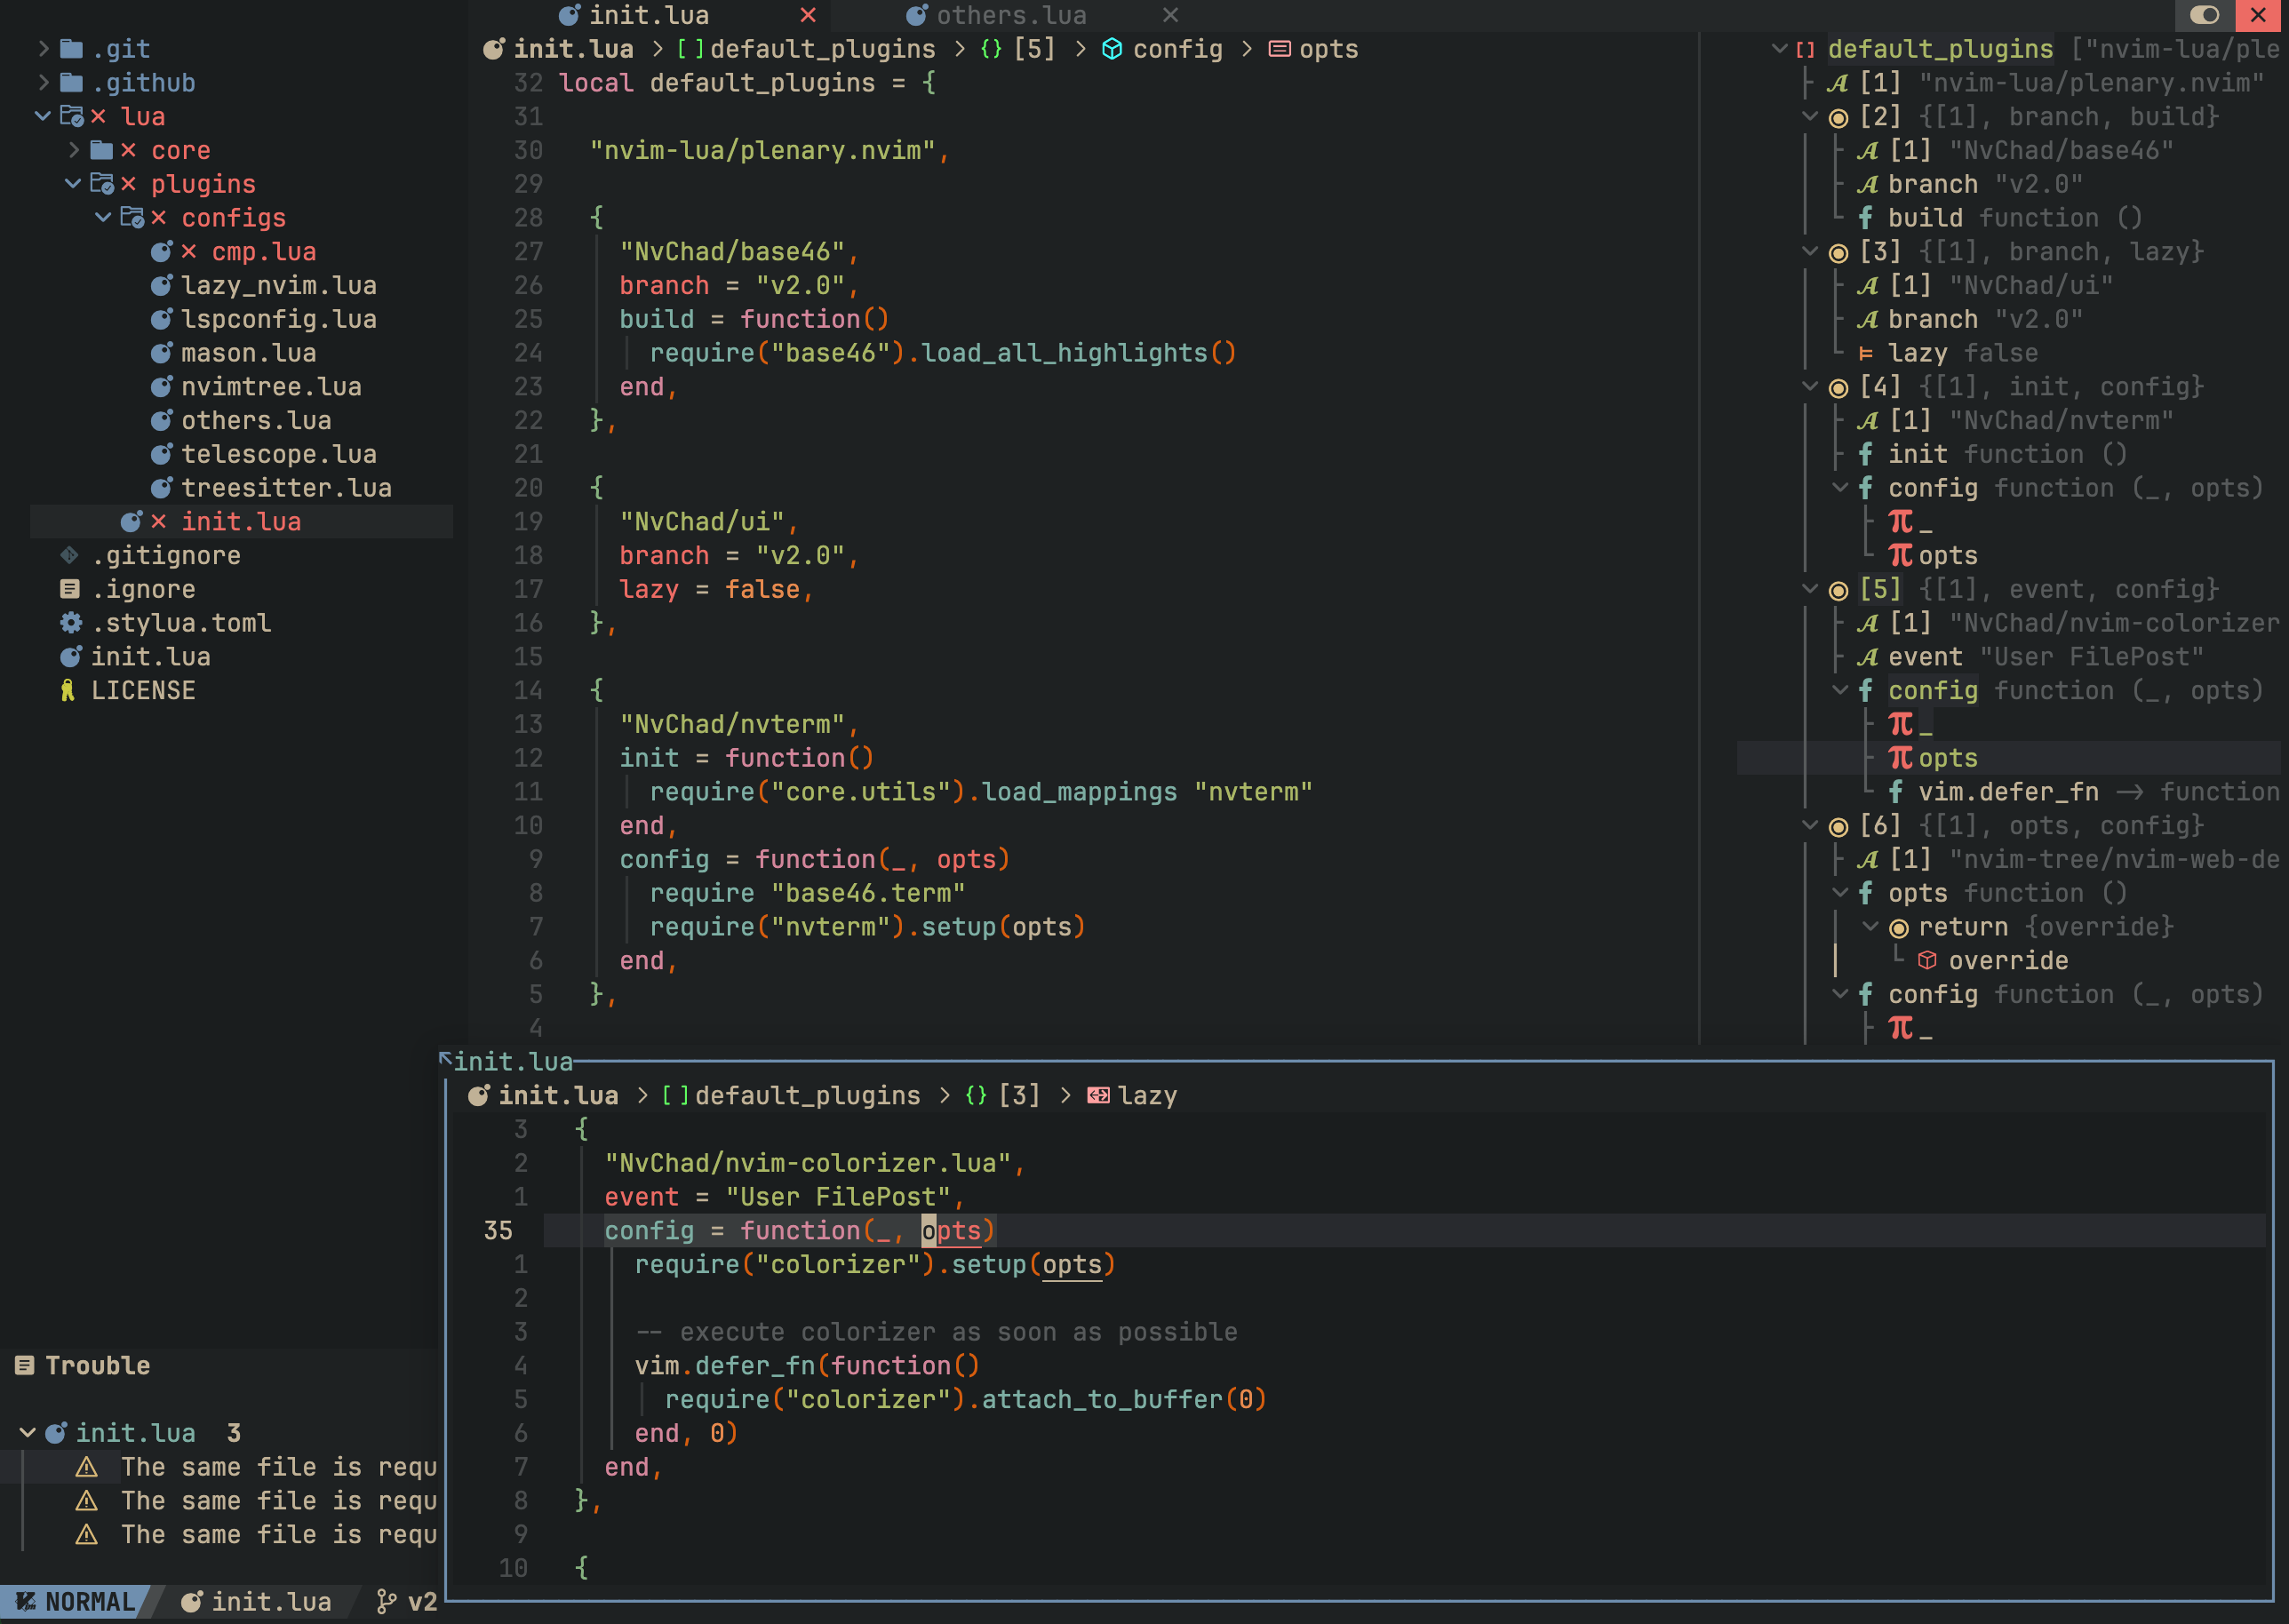 init.lua
others.lua
.git
.github
lua
core
plugins
configs
cmp.lua
lazy_nvim.lua
lspconfig.lua
mason.lua
nvimtree.lua
others.lua
telescope.lua
treesitter.lua
init.lua
.gitignore
.ignore
.stylua.toml
init.lua
LICENSE
init.lua > []default_plugins > {} [5] > config > opts
32 local default_plugins = {
31
30 "nvim-lua/plenary.nvim",
29
28 {
27 "NvChad/base46",
26 branch = "v2.0",
25 build = function()
24 require("base46").load_all_highlights()
23 end,
22 },
21
20 {
19 "NvChad/ui",
18 branch = "v2.0",
17 lazy = false,
16 },
15
14 {
13 "NvChad/nvterm",
12 init = function()
11 require("core.utils").load_mappings "nvterm"
10 end,
9 config = function(_, opts)
8 require "base46.term"
7 require("nvterm").setup(opts)
6 end,
5 },
4
[] default_plugins ["nvim-lua/ple
[1] "nvim-lua/plenary.nvim"
[2] {[1], branch, build}
[1] "NvChad/base46"
branch "v2.0"
build function ()
[3] {[1], branch, lazy}
[1] "NvChad/ui"
branch "v2.0"
lazy false
[4] {[1], init, config}
[1] "NvChad/nvterm"
init function ()
config function (_, opts)
_
opts
[5] {[1], event, config}
[1] "NvChad/nvim-colorizer
event "User FilePost"
config function (_, opts)
_
opts
vim.defer_fn -> function
[6] {[1], opts, config}
[1] "nvim-tree/nvim-web-de
opts function ()
return {override}
override
config function (_, opts)
_
init.lua
init.lua > []default_plugins > {} [3] > lazy
3 {
2 "NvChad/nvim-colorizer.lua",
1 event = "User FilePost",
35 config = function(_, opts)
1 require("colorizer").setup(opts)
2
3 -- execute colorizer as soon as possible
4 vim.defer_fn(function()
5 require("colorizer").attach_to_buffer(0)
6 end, 0)
7 end,
8 },
9
10 {
Trouble
init.lua 3
The same file is requ
The same file is requ
The same file is requ
NORMAL init.lua v2